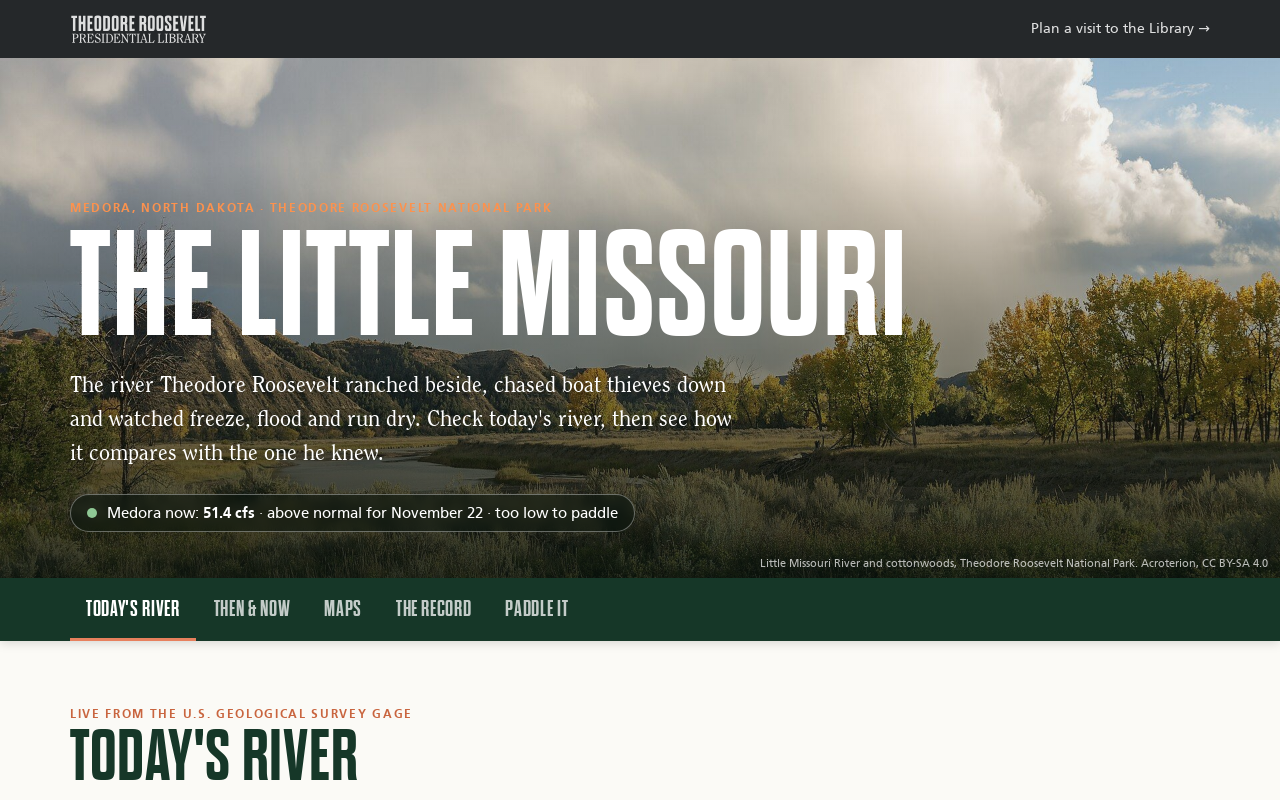 THEODORE ROOSEVELT
PRESIDENTIAL LIBRARY
Plan a visit to the Library →
MEDORA, NORTH DAKOTA · THEODORE ROOSEVELT NATIONAL PARK
THE LITTLE MISSOURI
The river Theodore Roosevelt ranched beside, chased boat thieves down
and watched freeze, flood and run dry. Check today's river, then see how
it compares with the one he knew.
Medora now: 51.4 cfs · above normal for November 22 · too low to paddle
Little Missouri River and cottonwoods, Theodore Roosevelt National Park. Acroterion, CC BY-SA 4.0
TODAY'S RIVER THEN & NOW MAPS THE RECORD PADDLE IT
LIVE FROM THE U.S. GEOLOGICAL SURVEY GAGE
TODAY'S RIVER